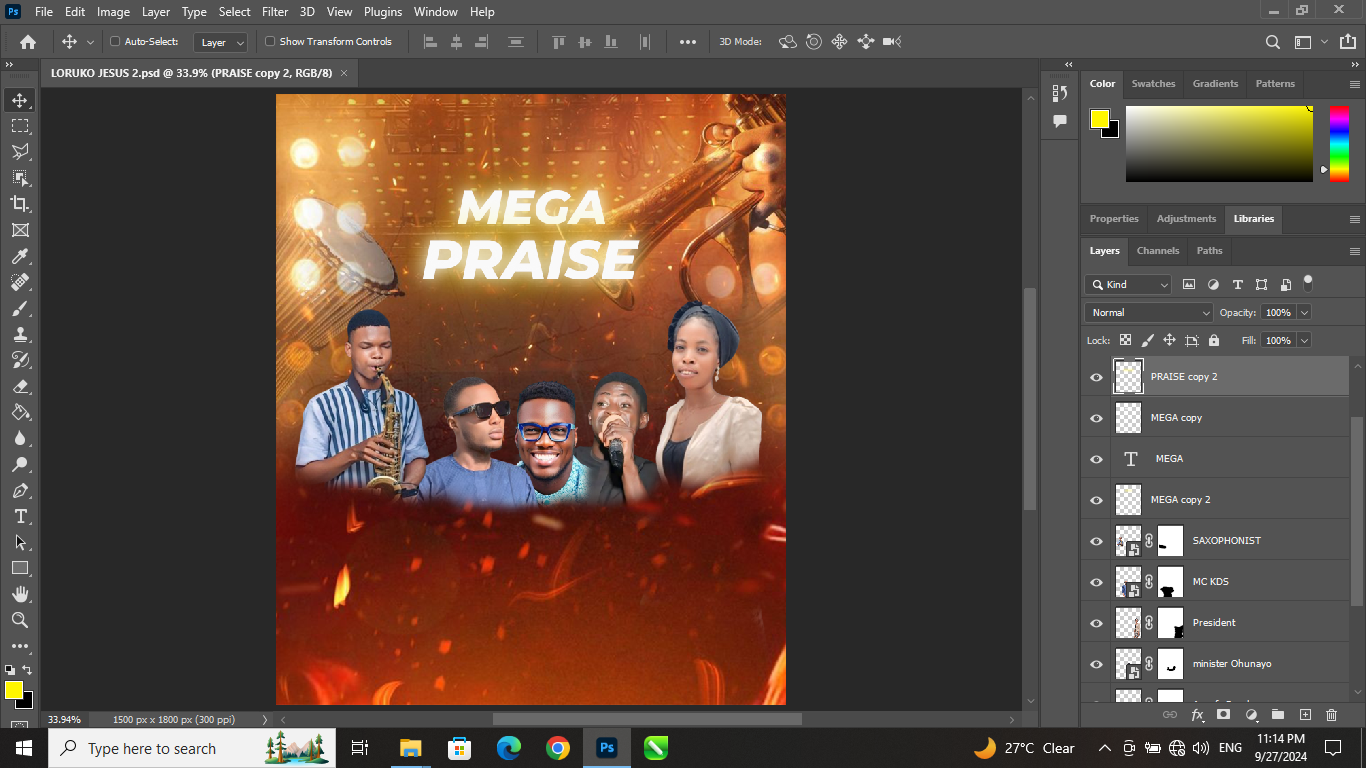 Ps File Edit Image Layer Type Select Filter 3D View Plugins Window Help
Auto-Select: Layer Show Transform Controls 3D Mode:
LORUKO JESUS 2.psd @ 33.9% (PRAISE copy 2, RGB/8) ×
MEGA
PRAISE
33.94% 1500 px x 1800 px (300 ppi)
Color Swatches Gradients Patterns
Properties Adjustments Libraries
Layers Channels Paths
Kind
Normal Opacity: 100%
Lock: Fill: 100%
PRAISE copy 2
MEGA copy
T MEGA
MEGA copy 2
SAXOPHONIST
MC KDS
President
minister Ohunayo
Type here to search
Ps
27°C Clear
ENG
11:14 PM
9/27/2024